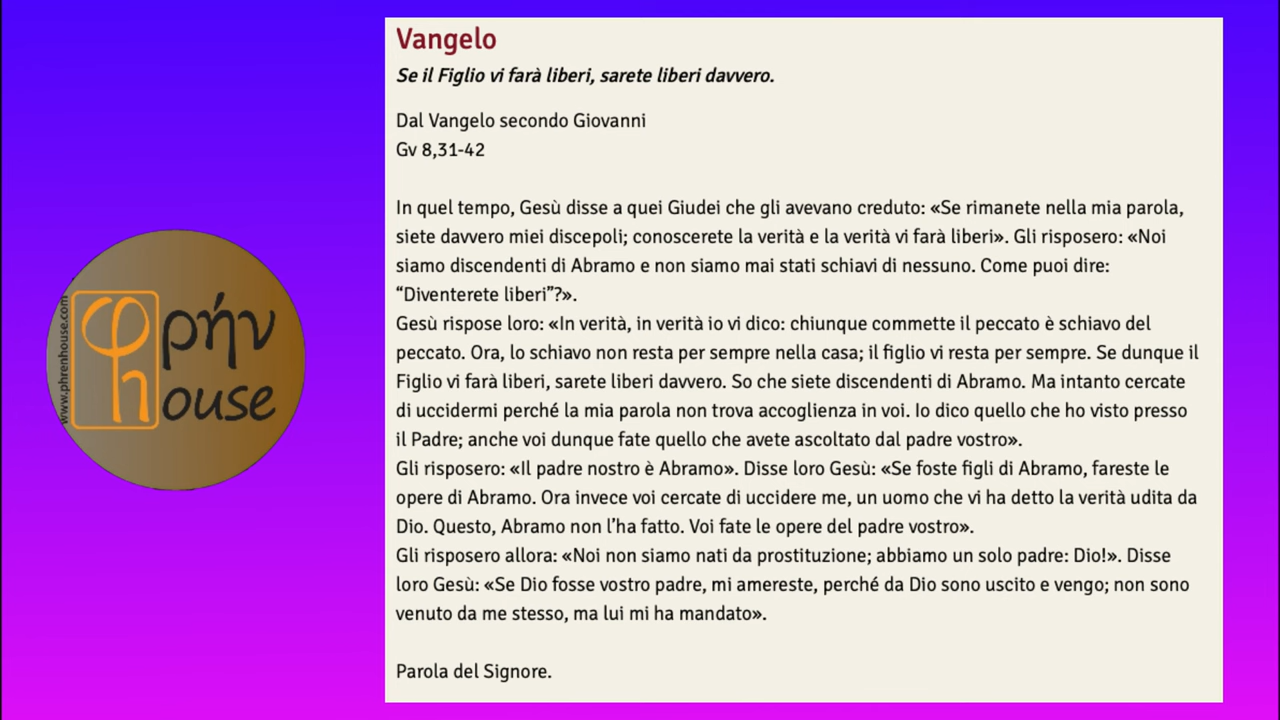 www.phrenhouse.com
φρήν
house
Vangelo
Se il Figlio vi farà liberi, sarete liberi davvero.
Dal Vangelo secondo Giovanni
Gv 8,31-42
In quel tempo, Gesù disse a quei Giudei che gli avevano creduto: «Se rimanete nella mia parola,
siete davvero miei discepoli; conoscerete la verità e la verità vi farà liberi». Gli risposero: «Noi
siamo discendenti di Abramo e non siamo mai stati schiavi di nessuno. Come puoi dire:
“Diventerete liberi”?».
Gesù rispose loro: «In verità, in verità io vi dico: chiunque commette il peccato è schiavo del
peccato. Ora, lo schiavo non resta per sempre nella casa; il figlio vi resta per sempre. Se dunque il
Figlio vi farà liberi, sarete liberi davvero. So che siete discendenti di Abramo. Ma intanto cercate
di uccidermi perché la mia parola non trova accoglienza in voi. Io dico quello che ho visto presso
il Padre; anche voi dunque fate quello che avete ascoltato dal padre vostro».
Gli risposero: «Il padre nostro è Abramo». Disse loro Gesù: «Se foste figli di Abramo, fareste le
opere di Abramo. Ora invece voi cercate di uccidere me, un uomo che vi ha detto la verità udita da
Dio. Questo, Abramo non l’ha fatto. Voi fate le opere del padre vostro».
Gli risposero allora: «Noi non siamo nati da prostituzione; abbiamo un solo padre: Dio!». Disse
loro Gesù: «Se Dio fosse vostro padre, mi amereste, perché da Dio sono uscito e vengo; non sono
venuto da me stesso, ma lui mi ha mandato».
Parola del Signore.